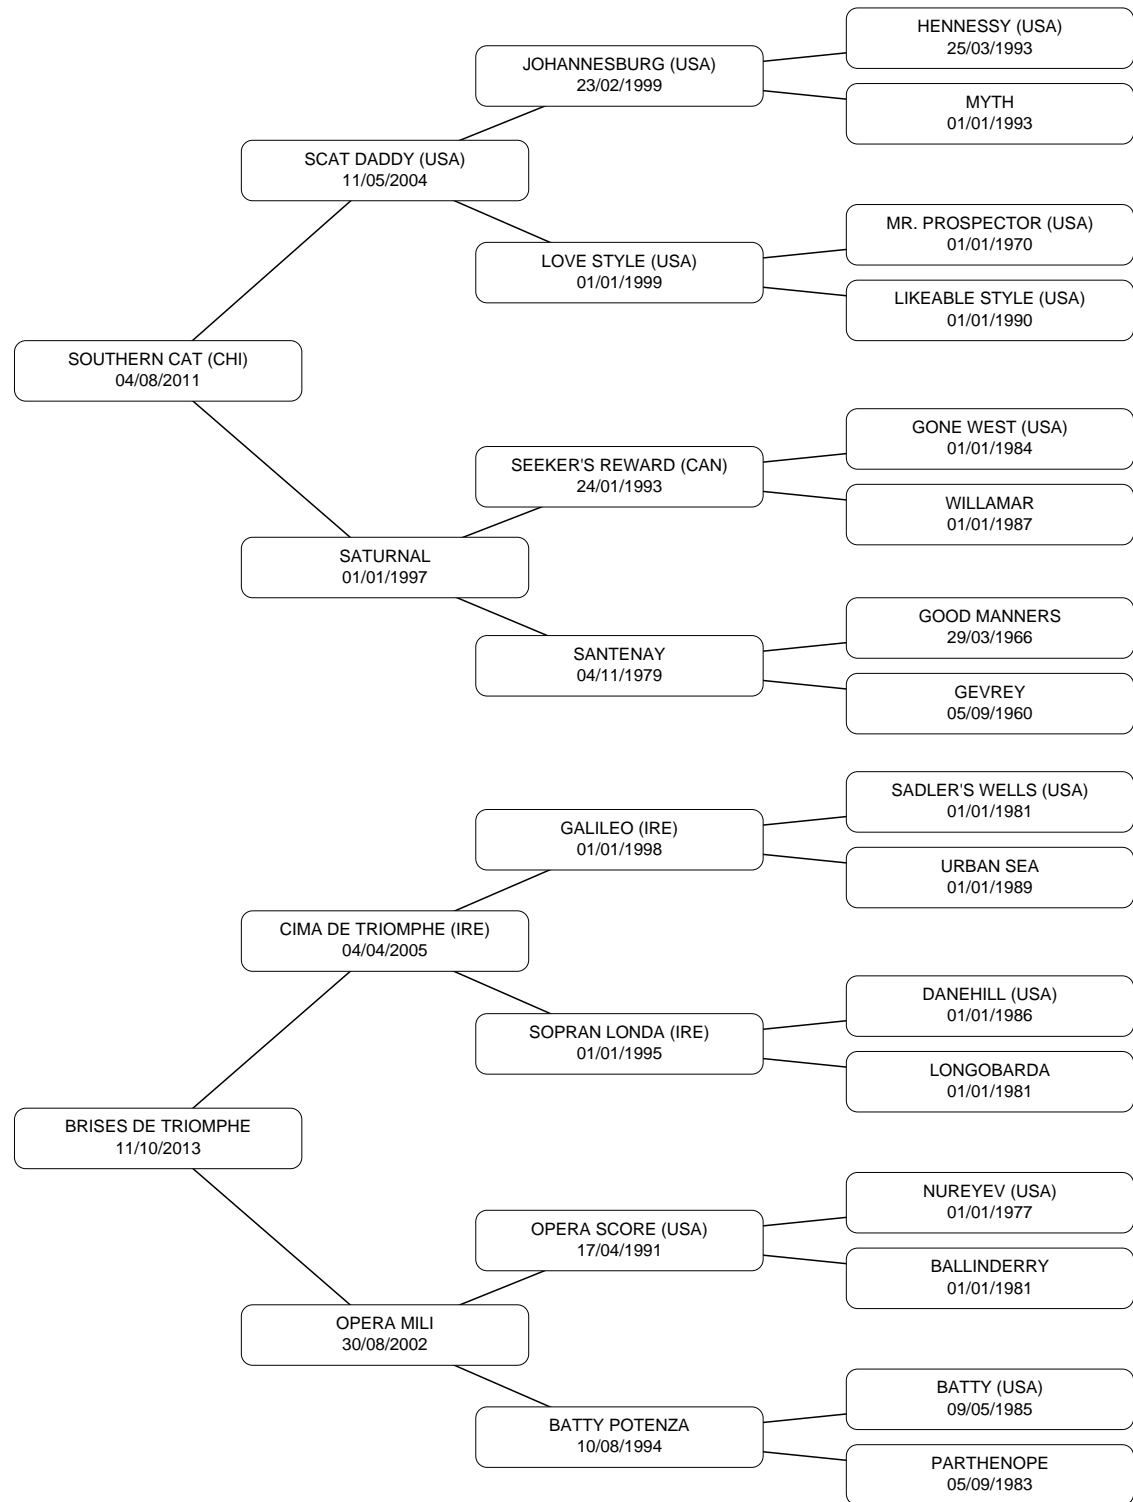 HENNESSY (USA)
25/03/1993
JOHANNESBURG (USA)
23/02/1999
MYTH
01/01/1993
SCAT DADDY (USA)
11/05/2004
MR. PROSPECTOR (USA)
01/01/1970
LOVE STYLE (USA)
01/01/1999
LIKEABLE STYLE (USA)
01/01/1990
SOUTHERN CAT (CHI)
04/08/2011
GONE WEST (USA)
01/01/1984
SEEKER'S REWARD (CAN)
24/01/1993
WILLAMAR
01/01/1987
SATURNAL
01/01/1997
GOOD MANNERS
29/03/1966
SANTENAY
04/11/1979
GEVREY
05/09/1960
SADLER'S WELLS (USA)
01/01/1981
GALILEO (IRE)
01/01/1998
URBAN SEA
01/01/1989
CIMA DE TRIOMPHE (IRE)
04/04/2005
DANEHILL (USA)
01/01/1986
SOPRAN LONDA (IRE)
01/01/1995
LONGOBARDA
01/01/1981
BRISES DE TRIOMPHE
11/10/2013
NUREYEV (USA)
01/01/1977
OPERA SCORE (USA)
17/04/1991
BALLINDERRY
01/01/1981
OPERA MILI
30/08/2002
BATTY (USA)
09/05/1985
BATTY POTENZA
10/08/1994
PARTHENOPE
05/09/1983